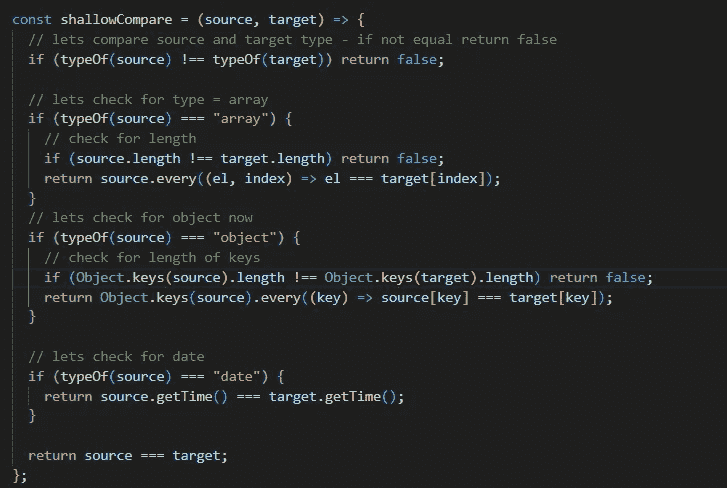 const shallowCompare = (source, target) => {
  // lets compare source and target type - if not equal return false
  if (typeOf(source) !== typeOf(target)) return false;

  // lets check for type = array
  if (typeOf(source) === "array") {
    // check for length
    if (source.length !== target.length) return false;
    return source.every((el, index) => el === target[index]);
  }
  // lets check for object now
  if (typeOf(source) === "object") {
    // check for length of keys
    if (Object.keys(source).length !== Object.keys(target).length) return false;
    return Object.keys(source).every((key) => source[key] === target[key]);
  }

  // lets check for date
  if (typeOf(source) === "date") {
    return source.getTime() === target.getTime();
  }

  return source === target;
};